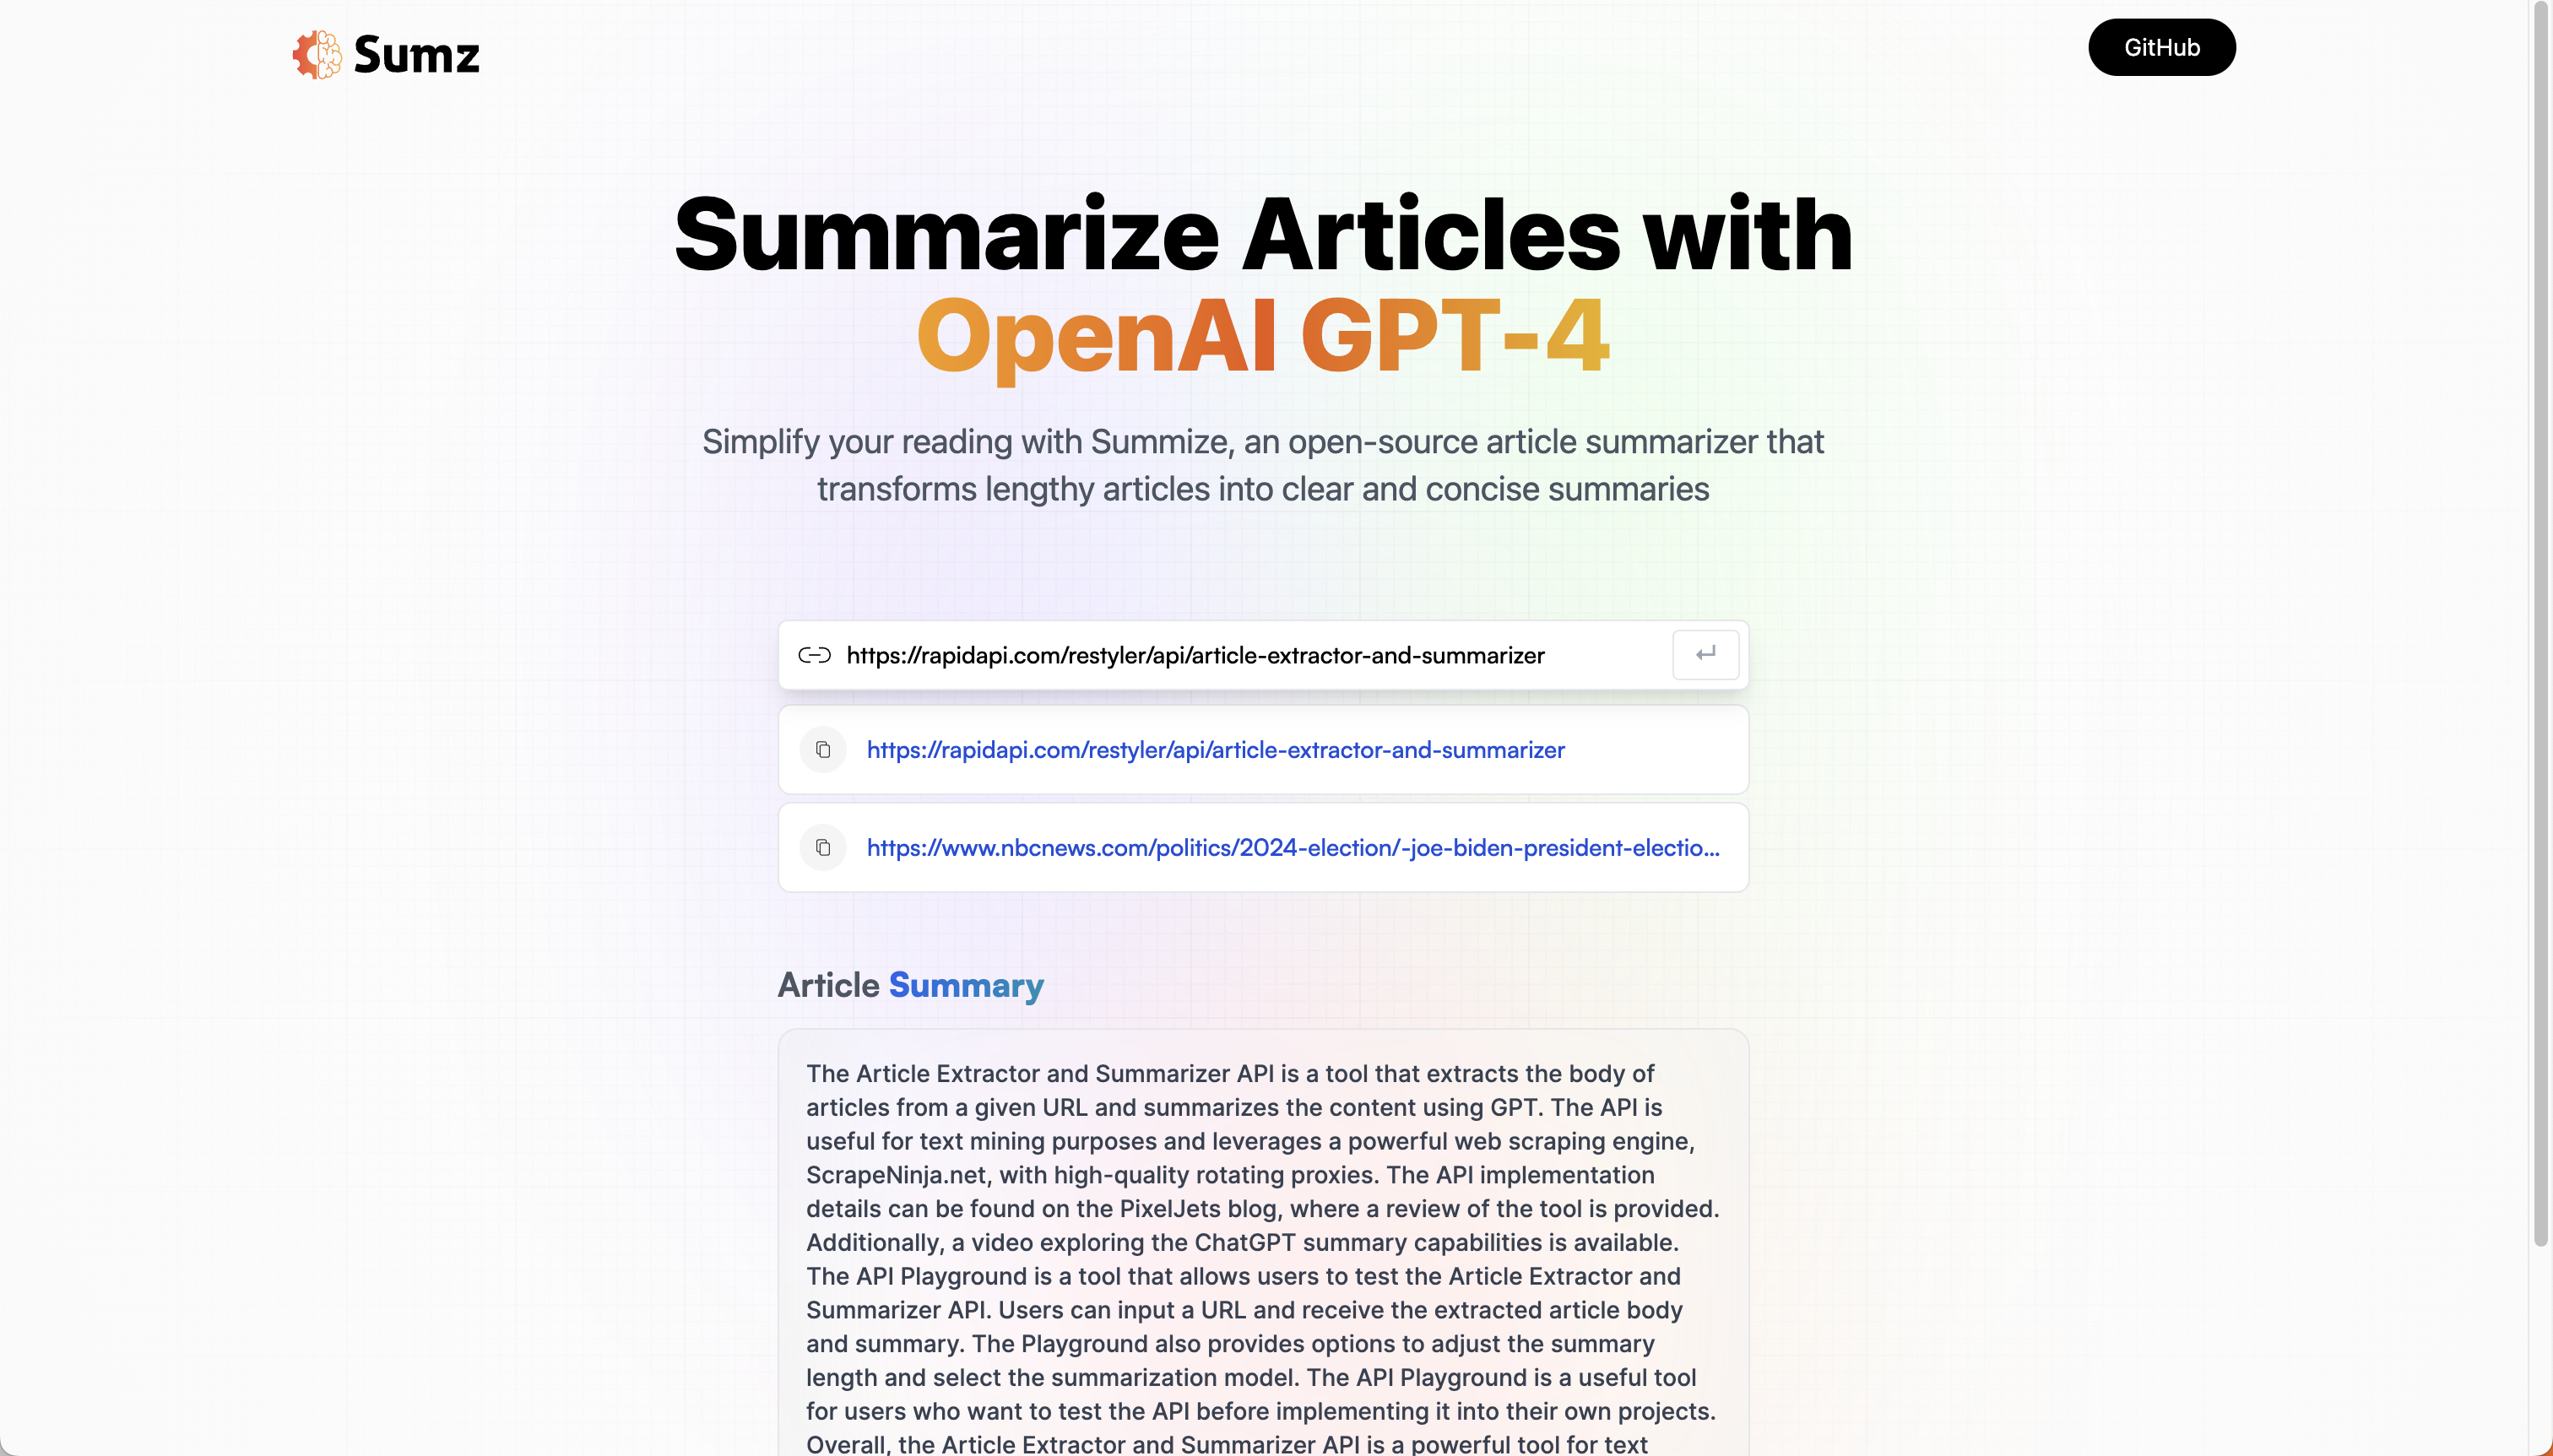 Sumz
GitHub
Summarize Articles with
OpenAI GPT-4
Simplify your reading with Summize, an open-source article summarizer that
transforms lengthy articles into clear and concise summaries
https://rapidapi.com/restyler/api/article-extractor-and-summarizer
https://rapidapi.com/restyler/api/article-extractor-and-summarizer
https://www.nbcnews.com/politics/2024-election/-joe-biden-president-electio...
Article Summary
The Article Extractor and Summarizer API is a tool that extracts the body of
articles from a given URL and summarizes the content using GPT. The API is
useful for text mining purposes and leverages a powerful web scraping engine,
ScrapeNinja.net, with high-quality rotating proxies. The API implementation
details can be found on the PixelJets blog, where a review of the tool is provided.
Additionally, a video exploring the ChatGPT summary capabilities is available.
The API Playground is a tool that allows users to test the Article Extractor and
Summarizer API. Users can input a URL and receive the extracted article body
and summary. The Playground also provides options to adjust the summary
length and select the summarization model. The API Playground is a useful tool
for users who want to test the API before implementing it into their own projects.
Overall, the Article Extractor and Summarizer API is a powerful tool for text